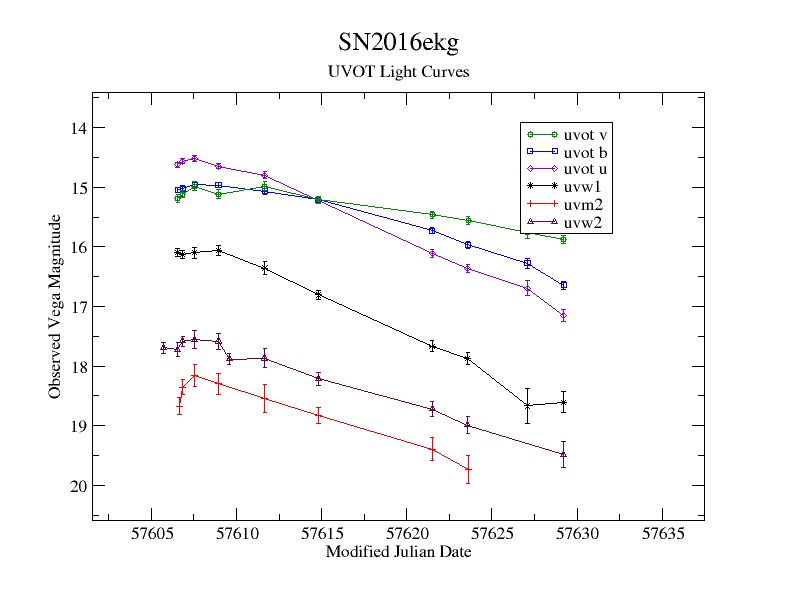 SN2016ekg
UVOT Light Curves
uvot v
uvot b
uvot u
uvw1
uvm2
uvw2
14
15
16
17
18
19
20
Observed Vega Magnitude
57605 57610 57615 57620 57625 57630 57635
Modified Julian Date